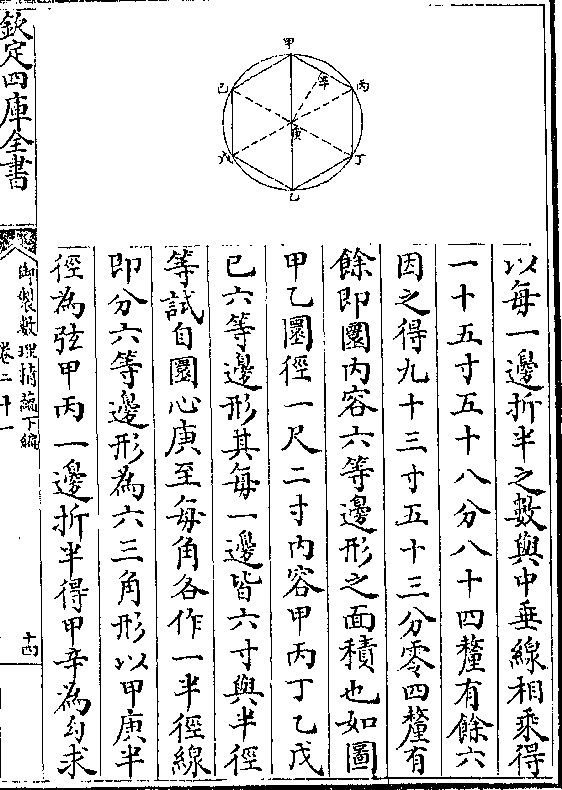 甲
丙
丁
乙
戊
己
辛
庚
以每一邊折半之數與中垂線相乘得
一十五寸五十八分八十四釐有餘六
因之得九十三寸五十三分零四釐有
餘即圜内容六等邊形之面積也如圖
甲乙圜徑一尺二寸内容甲丙丁乙戊
己六等邊形其每一邊皆六寸與半徑
等試自圜心庚至每角各作一半徑線
即分六等邊形為六三角形以甲庚半
徑為弦甲丙一邊折半得甲辛為勾求
欽定四庫全書
御製數理精蘊下編
卷二十一
十四